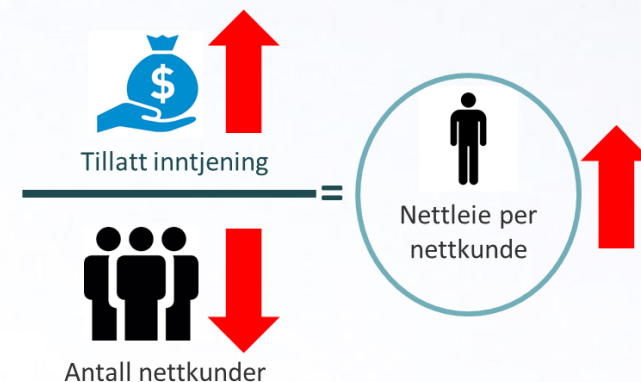 $
Tillatt inntjening
=
Nettleie per
nettkunde
Antall nettkunder